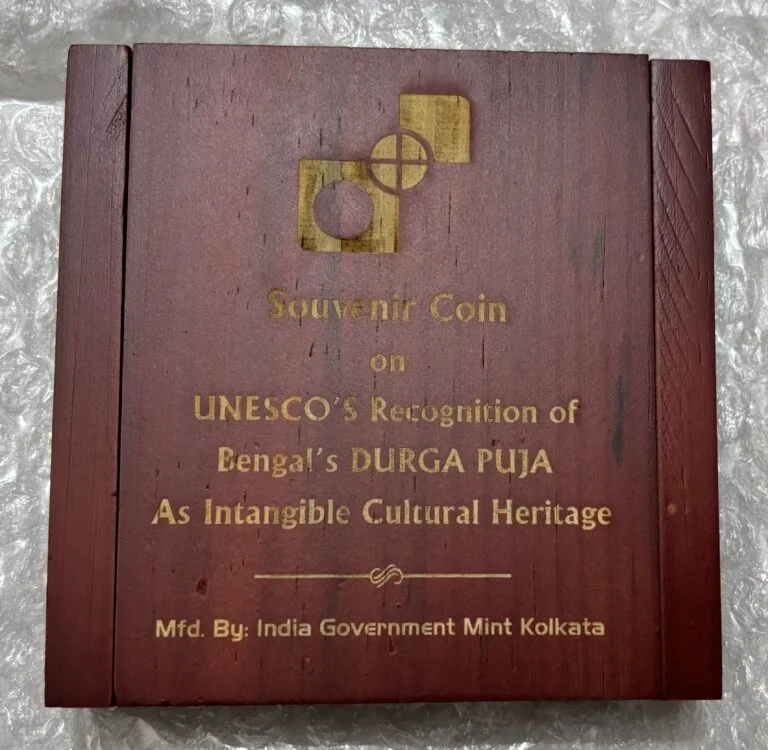 Souvenir Coin
on
UNESCO'S Recognition of
Bengal's DURGA PUJA
As Intangible Cultural Heritage
Mfd. By: India Government Mint Kolkata